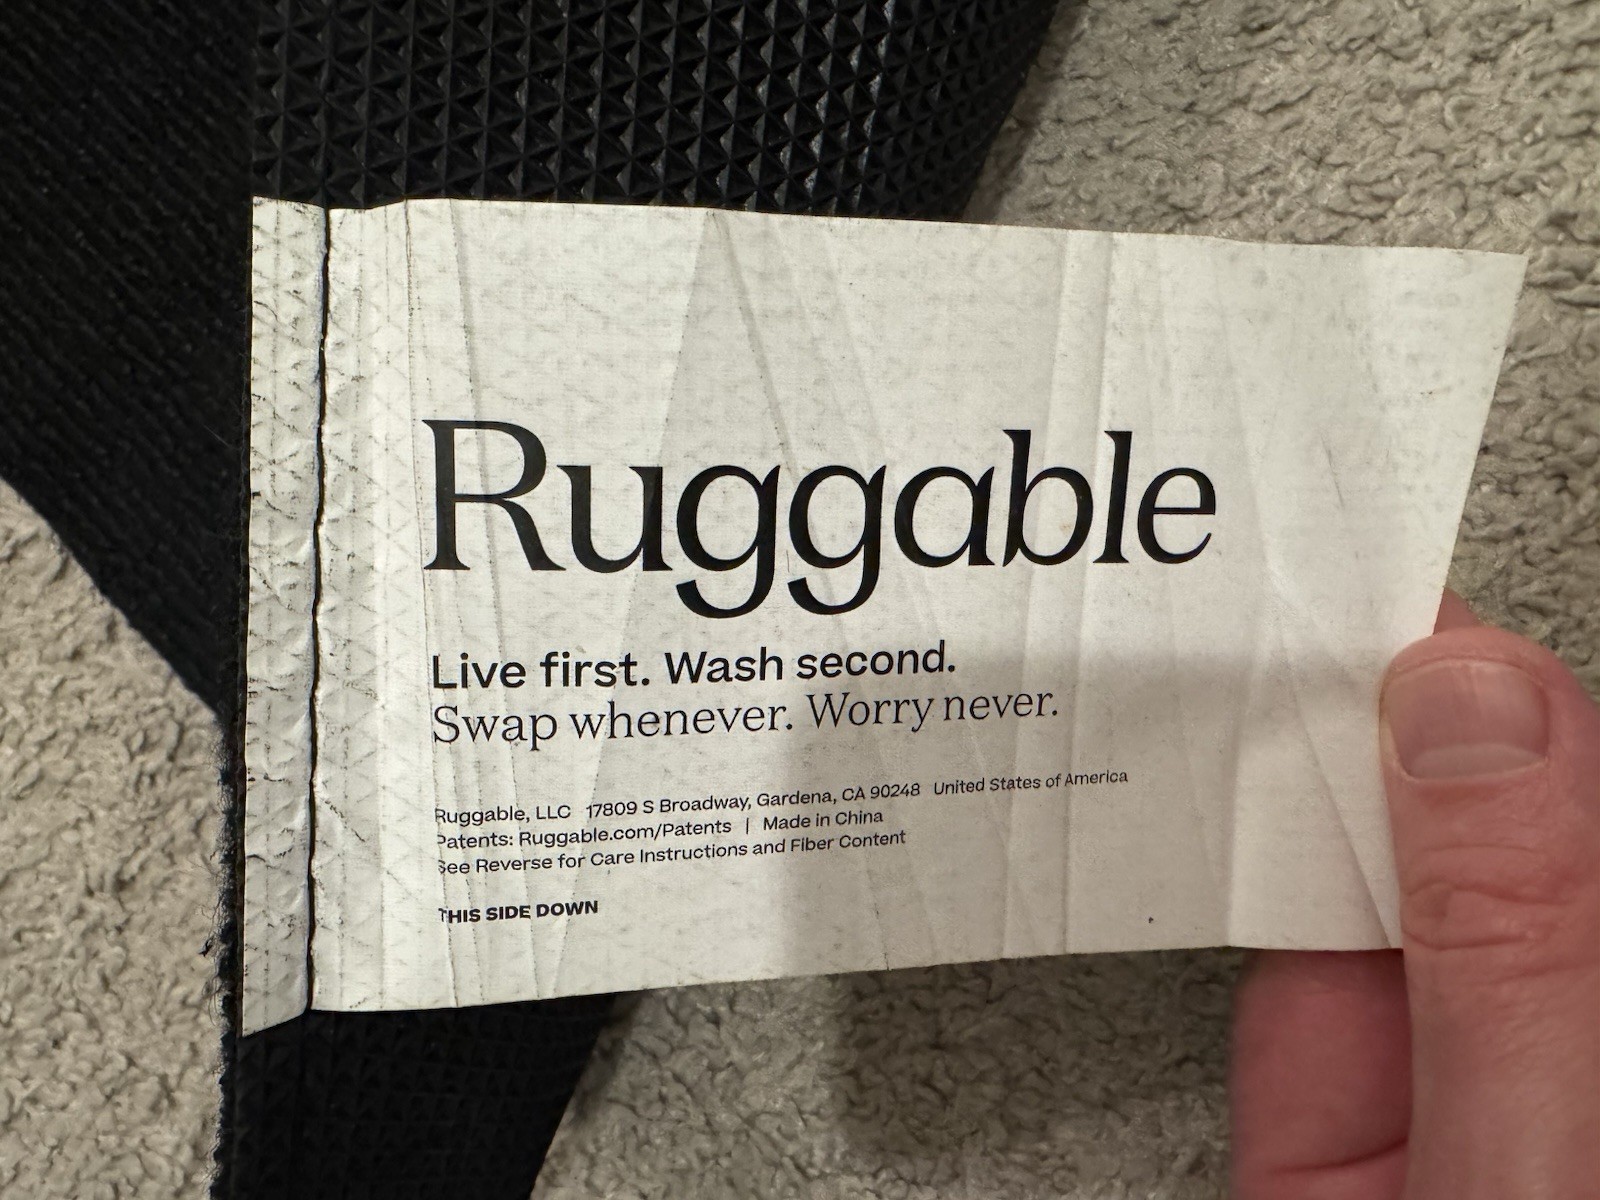 Ruggable
Live first. Wash second.
Swap whenever. Worry never.
Ruggable, LLC 17809 S Broadway, Gardena, CA 90248 United States of America
Patents: Ruggable.com/Patents | Made in China
See Reverse for Care Instructions and Fiber Content
THIS SIDE DOWN